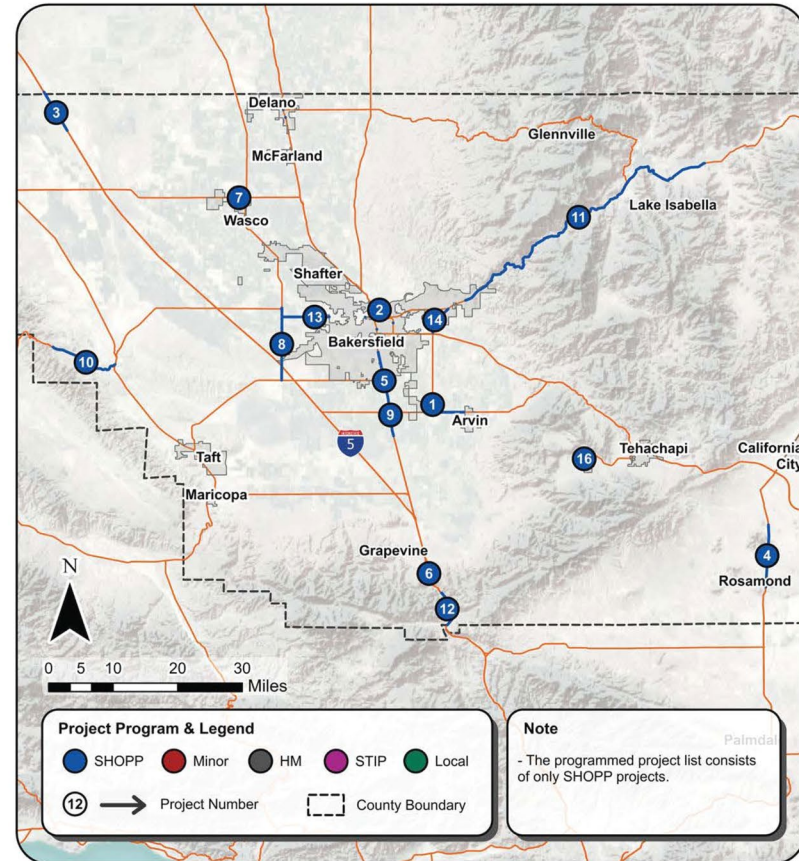 Delano
3
Glennville
McFarland
7
Wasco
Lake Isabella
11
Shafter
2
13
14
8
Bakersfield
10
5
1
9
Arvin
INTERSTATE
5
Taft
Tehachapi
California
City
16
Maricopa
Grapevine
4
6
Rosamond
12
N
0 5 10 20 30
Miles
Project Program & Legend
SHOPP
Minor
HM
STIP
Local
12
Project Number
County Boundary
Note
Palmdal
- The programmed project list consists
of only SHOPP projects.